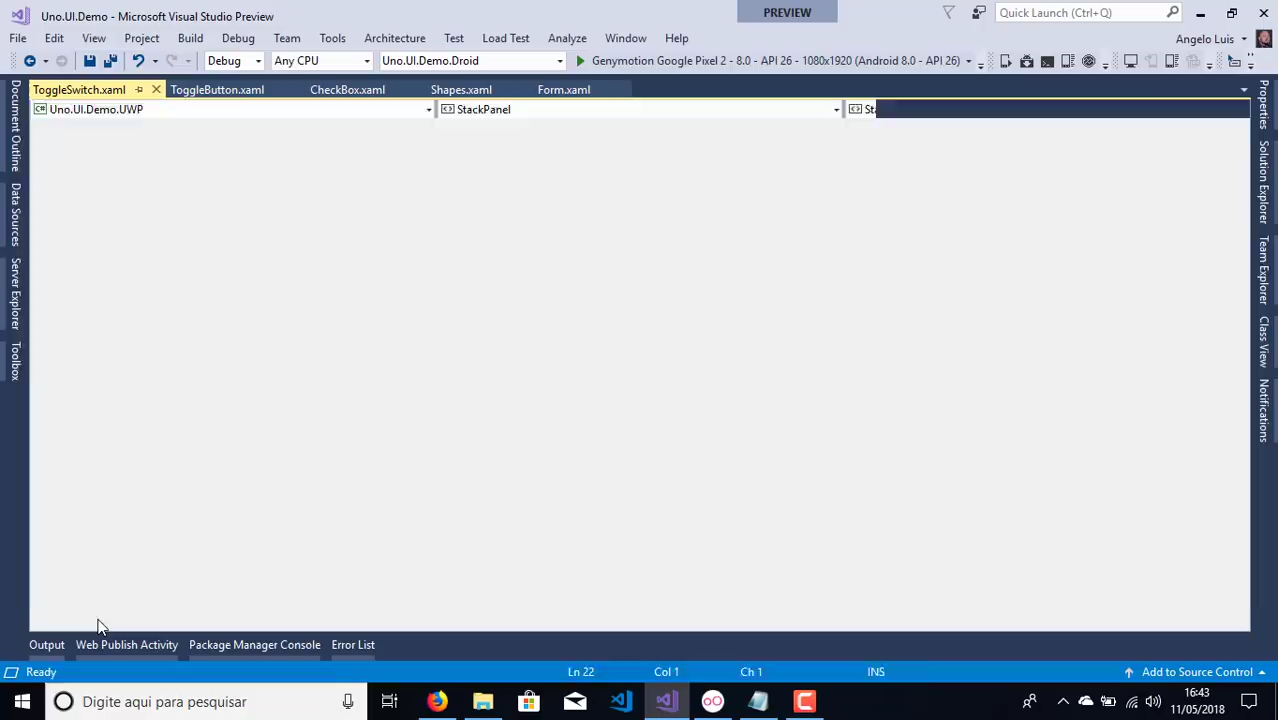 Uno.UI.Demo - Microsoft Visual Studio Preview
PREVIEW
Quick Launch (Ctrl+Q)
File Edit View Project Build Debug Team Tools Architecture Test Load Test Analyze Window Help
Angelo Luis
Debug Any CPU Uno.UI.Demo.Droid Genymotion Google Pixel 2 - 8.0 - API 26 - 1080x1920 (Android 8.0 - API 26)
ToggleSwitch.xaml ToggleButton.xaml CheckBox.xaml Shapes.xaml Form.xaml
C# Uno.UI.Demo.UWP StackPanel Sta
Document Outline
Data Sources
Server Explorer
Toolbox
Properties
Solution Explorer
Team Explorer
Class View
Notifications
Output Web Publish Activity Package Manager Console Error List
Ready Ln 22 Col 1 Ch 1 INS Add to Source Control
Digite aqui para pesquisar
16:43
11/05/2018